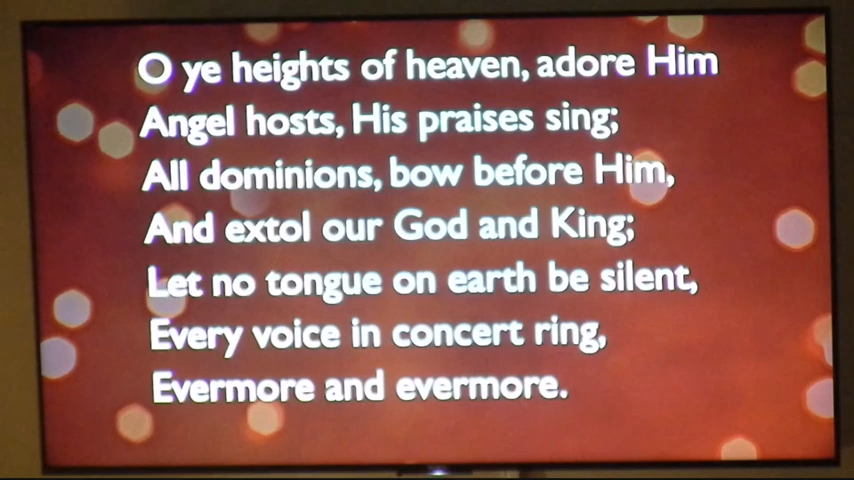 O ye heights of heaven, adore Him
Angel hosts, His praises sing;
All dominions, bow before Him,
And extol our God and King;
Let no tongue on earth be silent,
Every voice in concert ring,
Evermore and evermore.